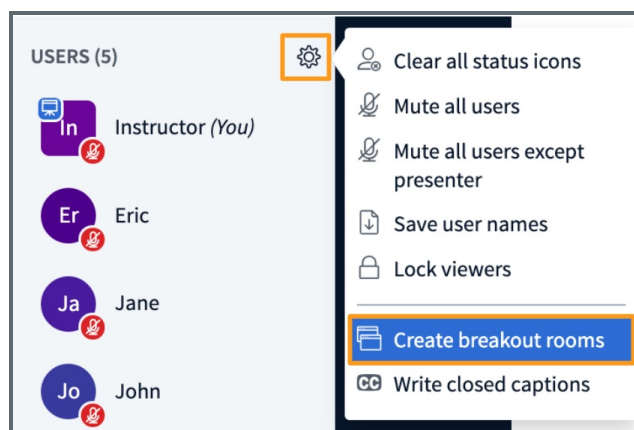 USERS (5)
In
Instructor (You)
Er
Eric
Ja
Jane
Jo
John
Clear all status icons
Mute all users
Mute all users except
presenter
Save user names
Lock viewers
Create breakout rooms
CC Write closed captions